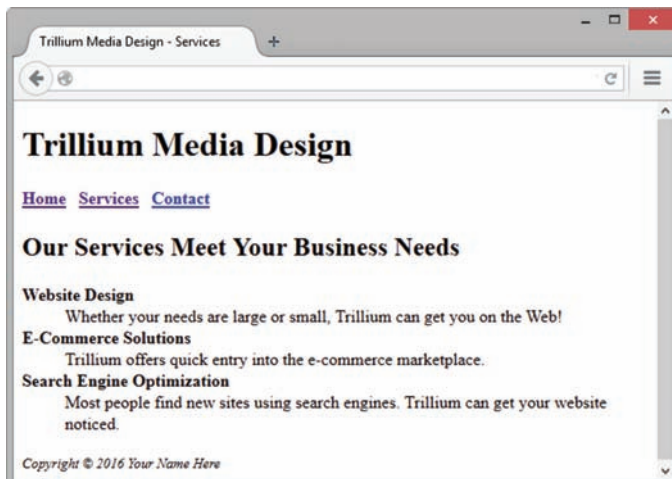 Trillium Media Design - Services
Trillium Media Design
Home Services Contact
Our Services Meet Your Business Needs
Website Design
Whether your needs are large or small, Trillium can get you on the Web!
E-Commerce Solutions
Trillium offers quick entry into the e-commerce marketplace.
Search Engine Optimization
Most people find new sites using search engines. Trillium can get your website
noticed.
Copyright © 2016 Your Name Here